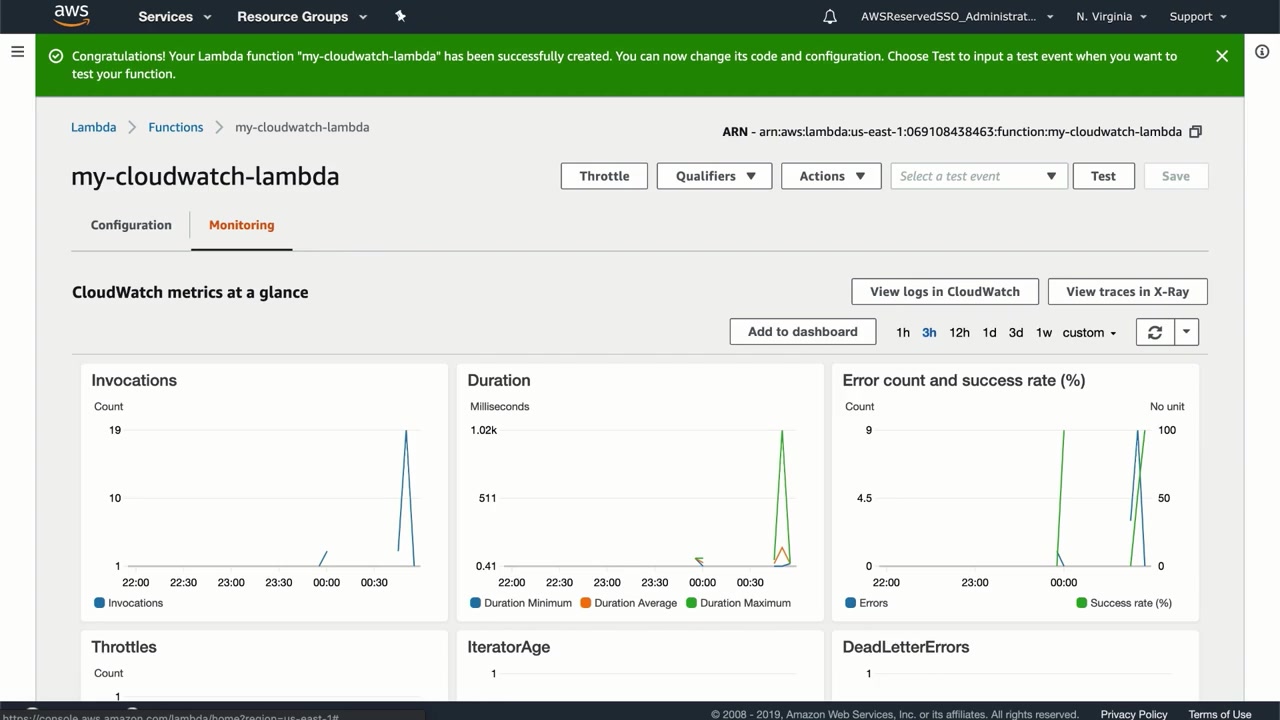 aws
Services
Resource Groups
AWSReservedSSO_Administrat...
N. Virginia
Support
Congratulations! Your Lambda function "my-cloudwatch-lambda" has been successfully created. You can now change its code and configuration. Choose Test to input a test event when you want to
test your function.
Lambda
Functions
my-cloudwatch-lambda
ARN - arn:aws:lambda:us-east-1:069108438463:function:my-cloudwatch-lambda
my-cloudwatch-lambda
Throttle
Qualifiers
Actions
Select a test event
Test
Save
Configuration
Monitoring
CloudWatch metrics at a glance
View logs in CloudWatch
View traces in X-Ray
Add to dashboard
1h 3h 12h 1d 3d 1w custom
Invocations
Count
19
10
1
22:00 22:30 23:00 23:30 00:00 00:30
Invocations
Duration
Milliseconds
1.02k
511
0.41
22:00 22:30 23:00 23:30 00:00 00:30
Duration Minimum Duration Average Duration Maximum
Error count and success rate (%)
Count No unit
9 100
4.5 50
0 0
22:00 23:00 00:00
Errors Success rate (%)
Throttles
Count
1
IteratorAge
1
DeadLetterErrors
1
https://console.aws.amazon.com/lambda/home?region=us-east-1#
© 2008 - 2019, Amazon Web Services, Inc. or its affiliates. All rights reserved.
Privacy Policy
Terms of Use